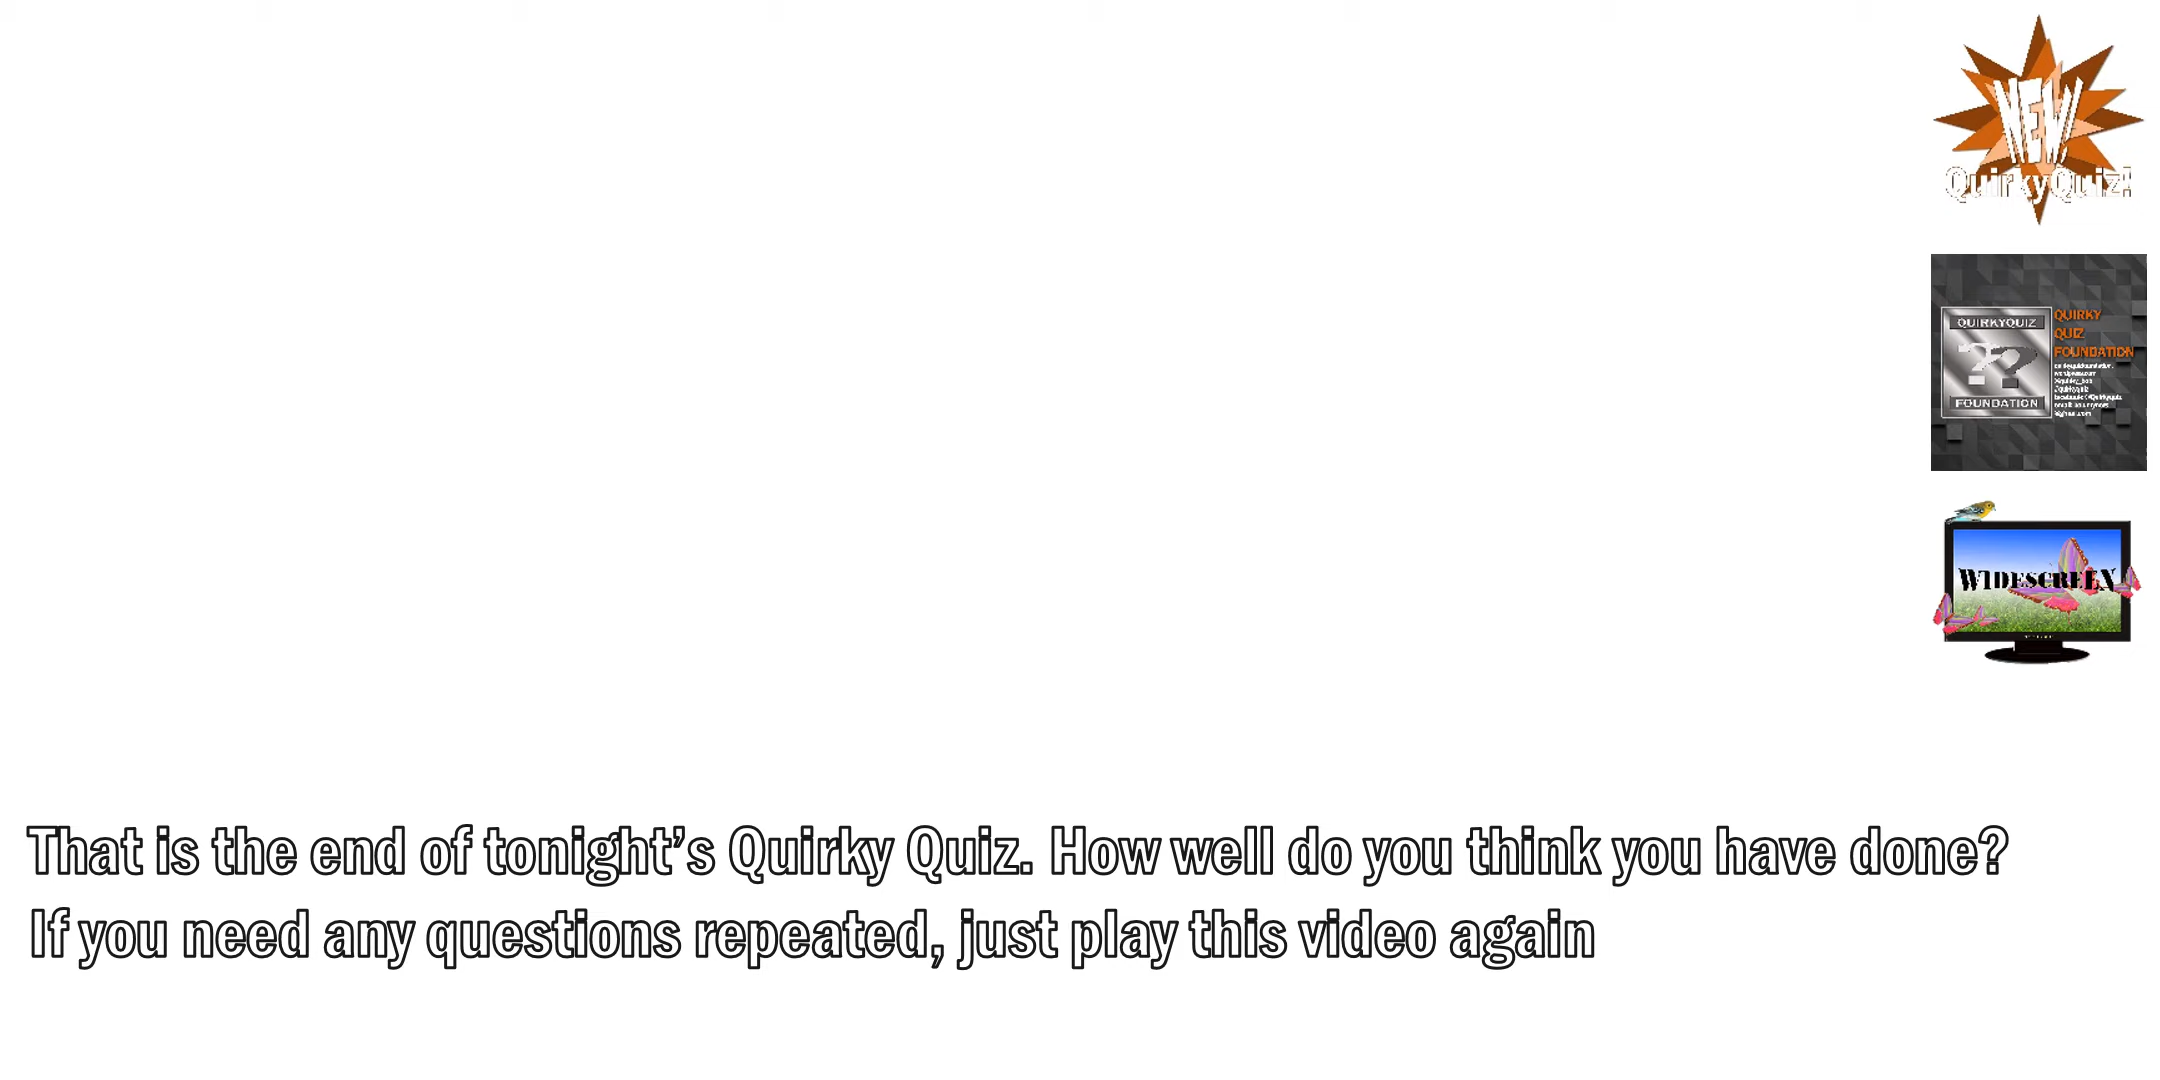 NEW!
QuirkyQuiz!
QUIRKYQUIZ
??
FOUNDATION
QUIRKY
QUIZ
FOUNDATION
WIDESCREEN
That is the end of tonight’s Quirky Quiz. How well do you think you have done?
If you need any questions repeated, just play this video again